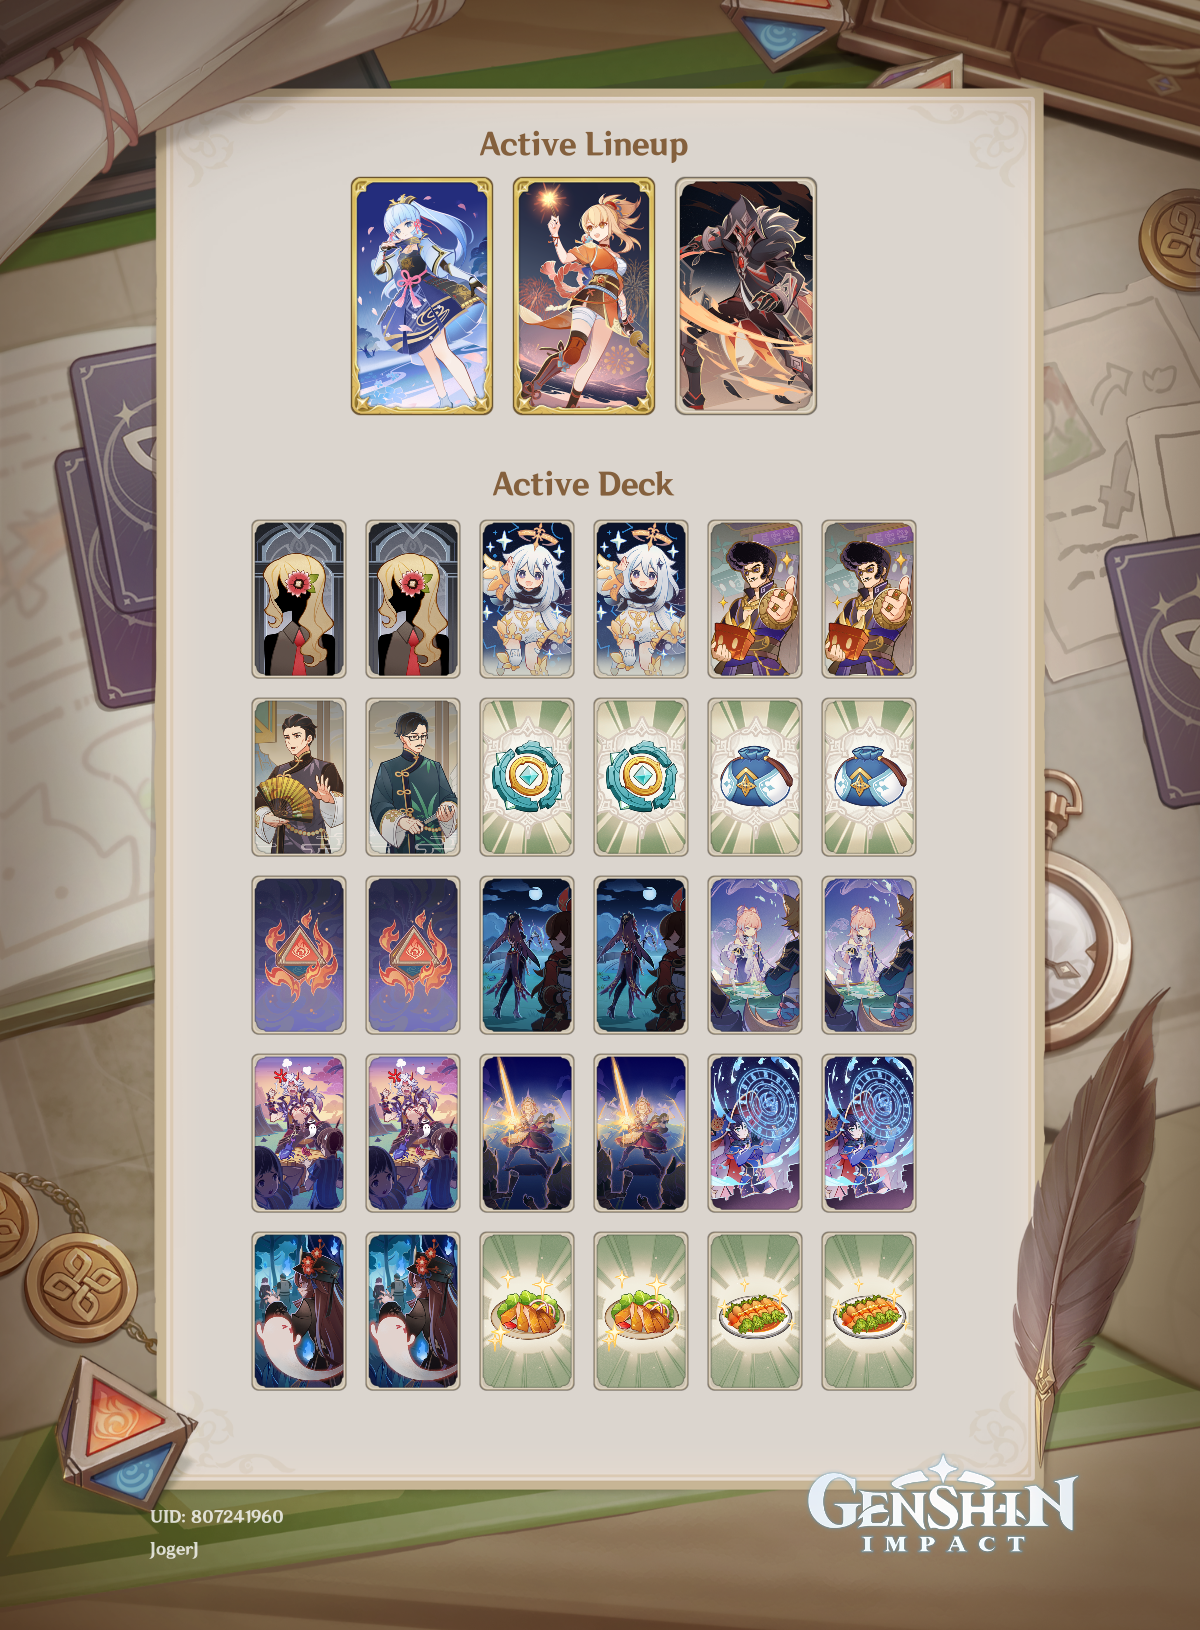 Active Lineup
Active Deck
UID: 807241960
JogerJ
GENSHIN
IMPACT